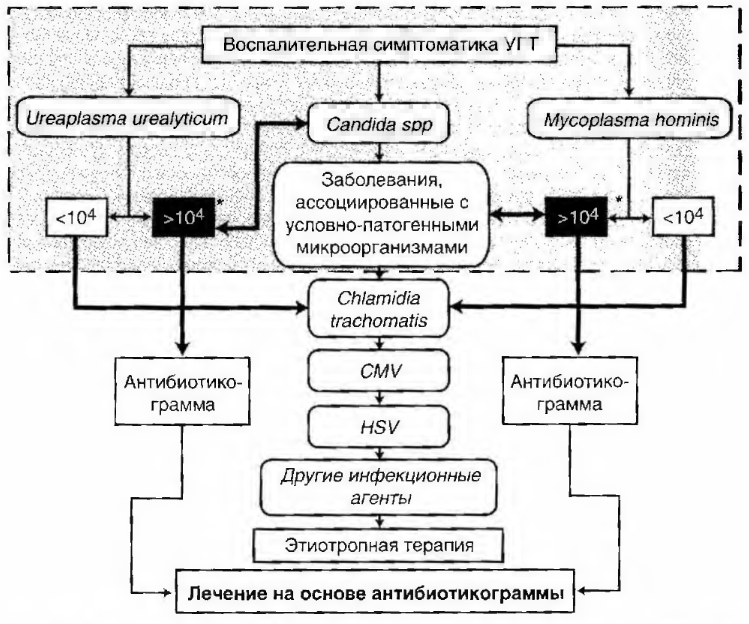 Воспалительная симптоматика УГТ
Ureaplasma urealyticum
Candida spp
Mycoplasma hominis
<10⁴
>10⁴
*
Заболевания,
ассоциированные с
условно-патогенными
микроорганизмами
>10⁴
*
<10⁴
Chlamidia
trachomatis
Антибиотико-
грамма
CMV
Антибиотико-
грамма
HSV
Другие инфекционные
агенты
Этиотропная терапия
Лечение на основе антибиотикограммы